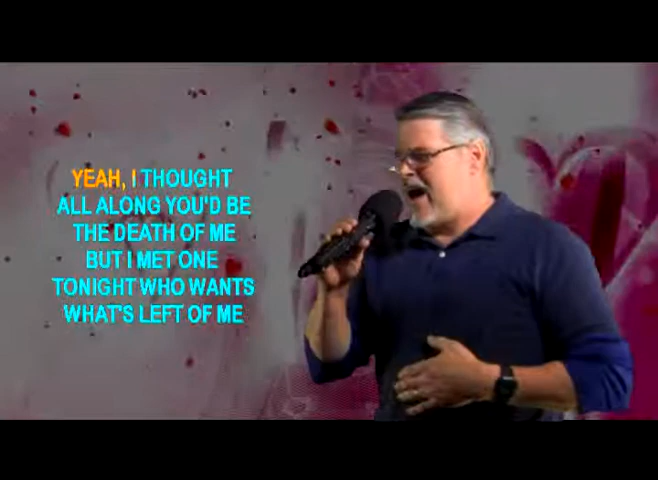 YEAH, I THOUGHT
ALL ALONG YOU'D BE
THE DEATH OF ME
BUT I MET ONE
TONIGHT WHO WANTS
WHAT'S LEFT OF ME